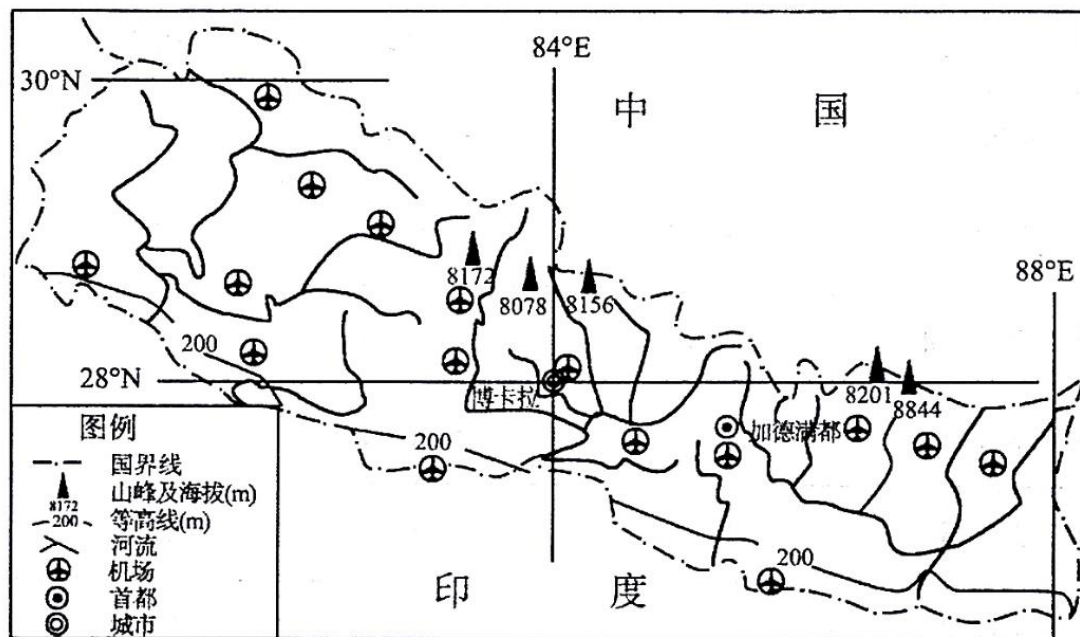 84°E
30°N
中 国
88°E
8172
8078
8156
200
28°N
博卡拉
8201
8844
加德满都
200
200
印 度
图例
国界线
8172 山峰及海拔(m)
200 等高线(m)
河流
机场
首都
城市